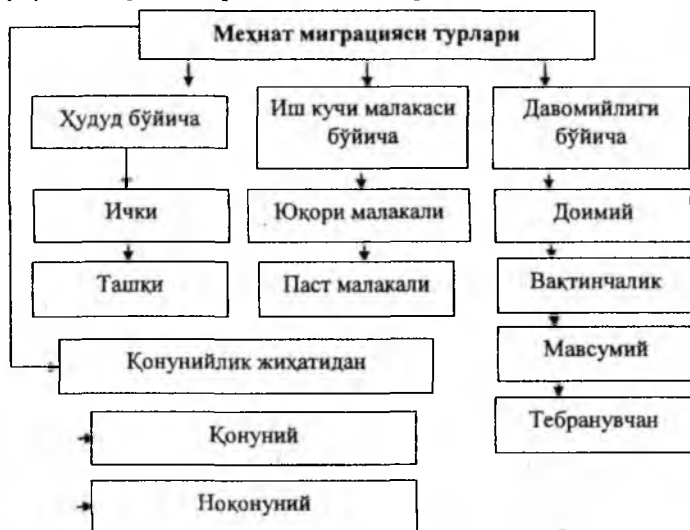 Меҳнат миграцияси турлари
Ҳудуд бўйича
Ички
Ташқи
Иш кучи малакаси
бўйича
Юқори малакали
Паст малакали
Давомийлиги
бўйича
Доимий
Вақтинчалик
Мавсумий
Тебранувчан
Қонунийлик жиҳатидан
Қонуний
Ноқонуний